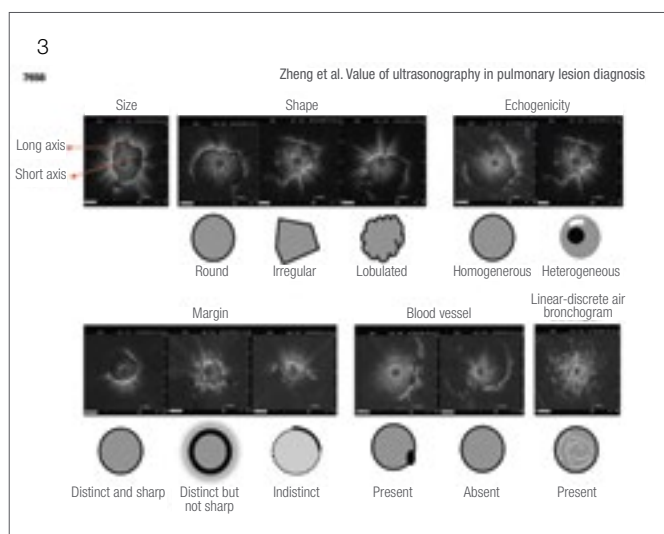 3
7658
Zheng et al. Value of ultrasonography in pulmonary lesion diagnosis
Size
Shape
Echogenicity
Long axis
Short axis
Round
Irregular
Lobulated
Homogenerous
Heterogeneous
Margin
Blood vessel
Linear-discrete air
bronchogram
Distinct and sharp
Distinct but
not sharp
Indistinct
Present
Absent
Present